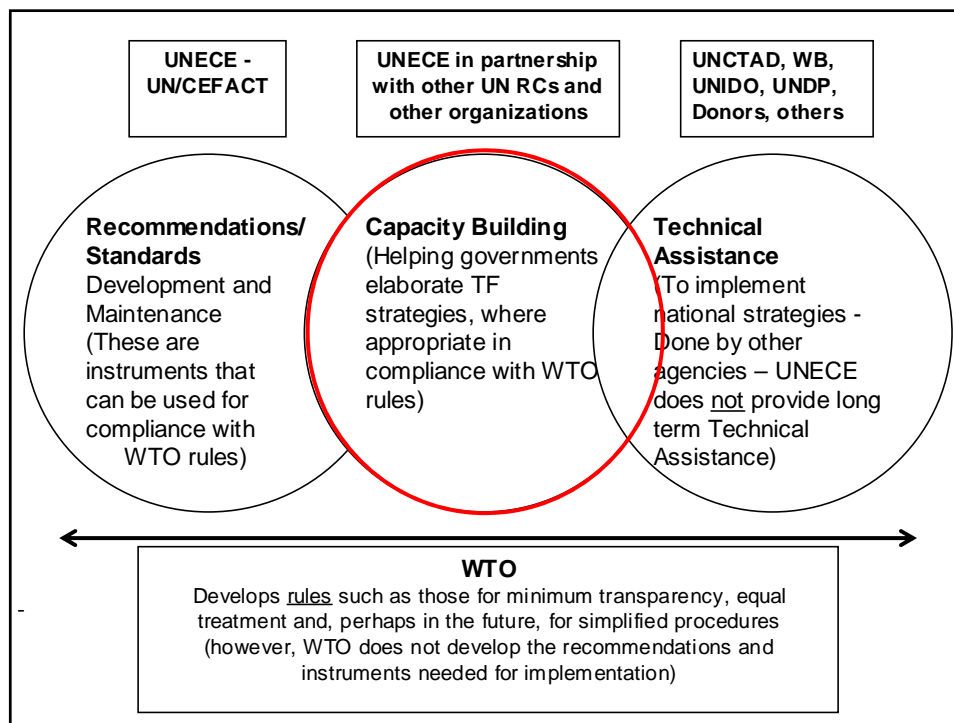 UNECE -
UN/CEFACT
UNECE in partnership
with other UN RCs and
other organizations
UNCTAD, WB,
UNIDO, UNDP,
Donors, others
Recommendations/
Standards
Development and
Maintenance
(These are
instruments that
can be used for
compliance with
WTO rules)
Capacity Building
(Helping governments
elaborate TF
strategies, where
appropriate in
compliance with WTO
rules)
Technical
Assistance
(To implement
national strategies -
Done by other
agencies – UNECE
does not provide long
term Technical
Assistance)
WTO
Develops rules such as those for minimum transparency, equal
treatment and, perhaps in the future, for simplified procedures
(however, WTO does not develop the recommendations and
instruments needed for implementation)
-